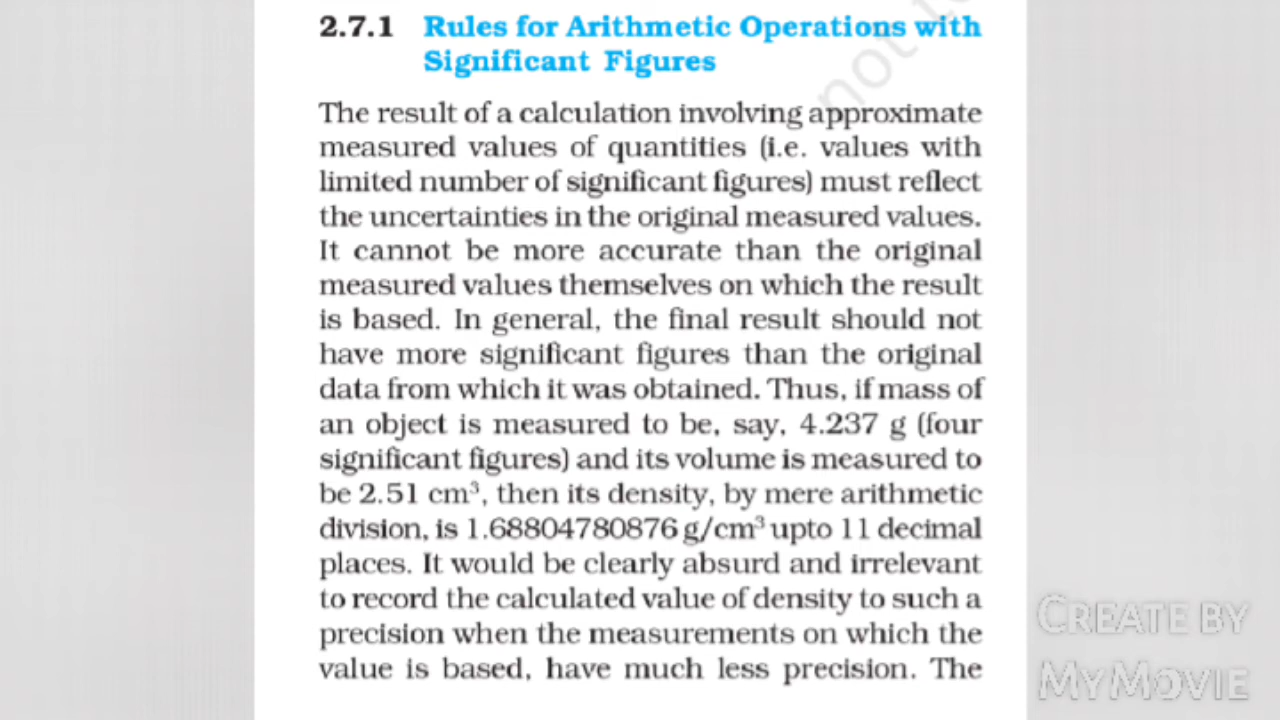 2.7.1 Rules for Arithmetic Operations with
Significant Figures
The result of a calculation involving approximate
measured values of quantities (i.e. values with
limited number of significant figures) must reflect
the uncertainties in the original measured values.
It cannot be more accurate than the original
measured values themselves on which the result
is based. In general, the final result should not
have more significant figures than the original
data from which it was obtained. Thus, if mass of
an object is measured to be, say, 4.237 g (four
significant figures) and its volume is measured to
be 2.51 cm³, then its density, by mere arithmetic
division, is 1.68804780876 g/cm³ upto 11 decimal
places. It would be clearly absurd and irrelevant
to record the calculated value of density to such a
precision when the measurements on which the
value is based, have much less precision. The
not to
CREATE BY
MYMOVIE